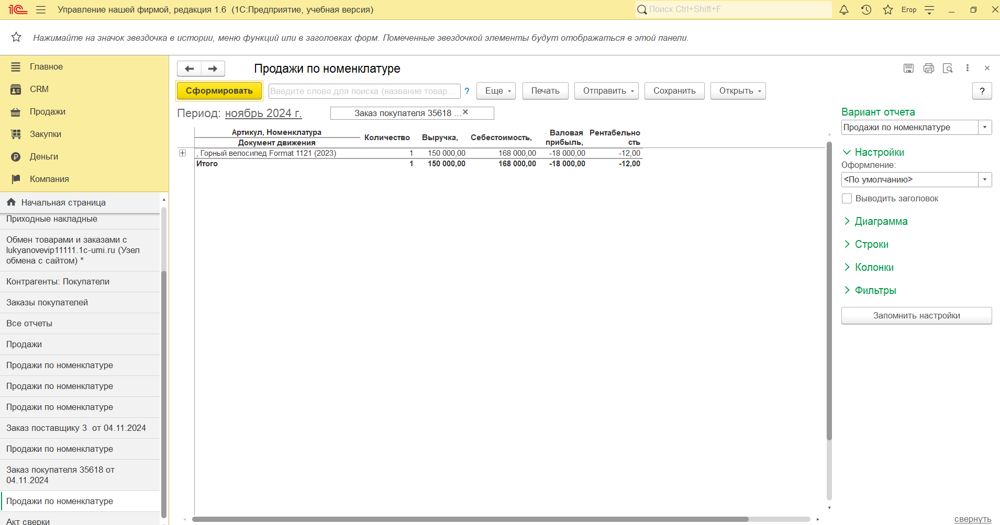 1С Управление нашей фирмой, редакция 1.6 (1С:Предприятие, учебная версия)
Поиск Ctrl+Shift+F
Егор
Нажимайте на значок звездочка в истории, меню функций или в заголовках форм. Помеченные звездочкой элементы будут отображаться в этой панели.
Главное
CRM
Продажи
Закупки
Деньги
Компания
Начальная страница
Приходные накладные
Обмен товарами и заказами с
lukyanovevip11111.1c-umi.ru (Узел
обмена с сайтом) *
Контрагенты: Покупатели
Заказы покупателей
Все отчеты
Продажи
Продажи по номенклатуре
Продажи по номенклатуре
Продажи по номенклатуре
Заказ поставщику 3 от 04.11.2024
Продажи по номенклатуре
Заказ покупателя 35618 от
04.11.2024
Продажи по номенклатуре
Акт сверки
Продажи по номенклатуре
Сформировать
Введите слово для поиска (название товар...
?
Еще
Печать
Отправить
Сохранить
Открыть
?
Период: ноябрь 2024 г.
Заказ покупателя 35618 ...
Артикул, Номенклатура
Документ движения
Количество
Выручка,
Себестоимость,
Валовая
прибыль,
Рентабельно
сть
, Горный велосипед Format 1121 (2023) 1 150 000,00 168 000,00 -18 000,00 -12,00
Итого 1 150 000,00 168 000,00 -18 000,00 -12,00
Вариант отчета
Продажи по номенклатуре
Настройки
Оформление:
<По умолчанию>
Выводить заголовок
Диаграмма
Строки
Колонки
Фильтры
Запомнить настройки
свернуть